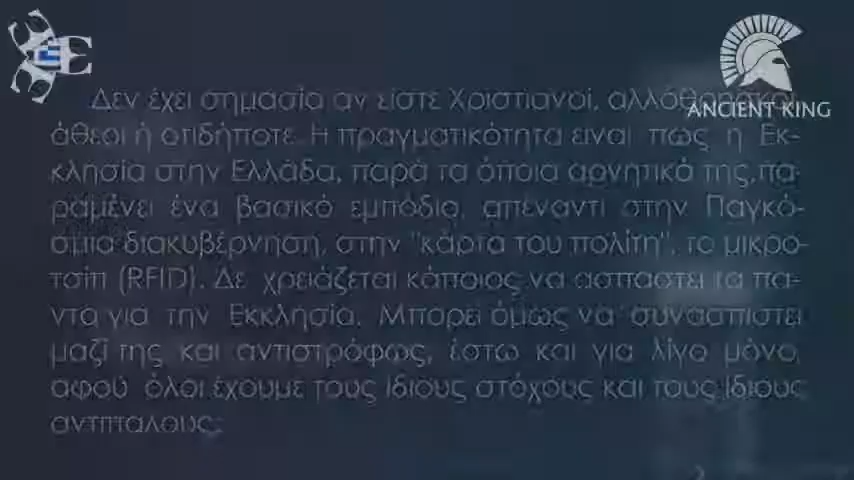 ANCIENT KING
Δεν έχει σημασία αν είστε Χριστιανοί,
άθεοι ή οτιδήποτε. Η πραγματικότητα είναι πως η Εκ-
κλησία στην Ελλάδα, παρά τα όποια αρνητικά της,πα-
ραμένει ένα βασικό εμπόδιο, απέναντι στην Παγκό-
σμια διακυβέρνηση, στην "κάρτα του πολίτη", το μικρο-
τσίπ (RFID). Δε χρειάζεται κάποιος να ασπαστεί τα πά-
ντα για την Εκκλησία. Μπορεί όμως να συνασπιστεί
μαζί της και αντιστρόφως, έστω και για λίγο μόνο,
αφού όλοι έχουμε τους ίδιους στόχους και τους ίδιους
αντιπάλους;